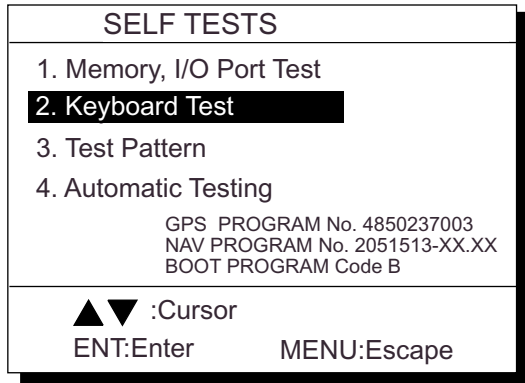 SELF TESTS
1. Memory, I/O Port Test
2. Keyboard Test
3. Test Pattern
4. Automatic Testing
GPS PROGRAM No. 4850237003
NAV PROGRAM No. 2051513-XX.XX
BOOT PROGRAM Code B
▲▼ :Cursor
ENT:Enter MENU:Escape